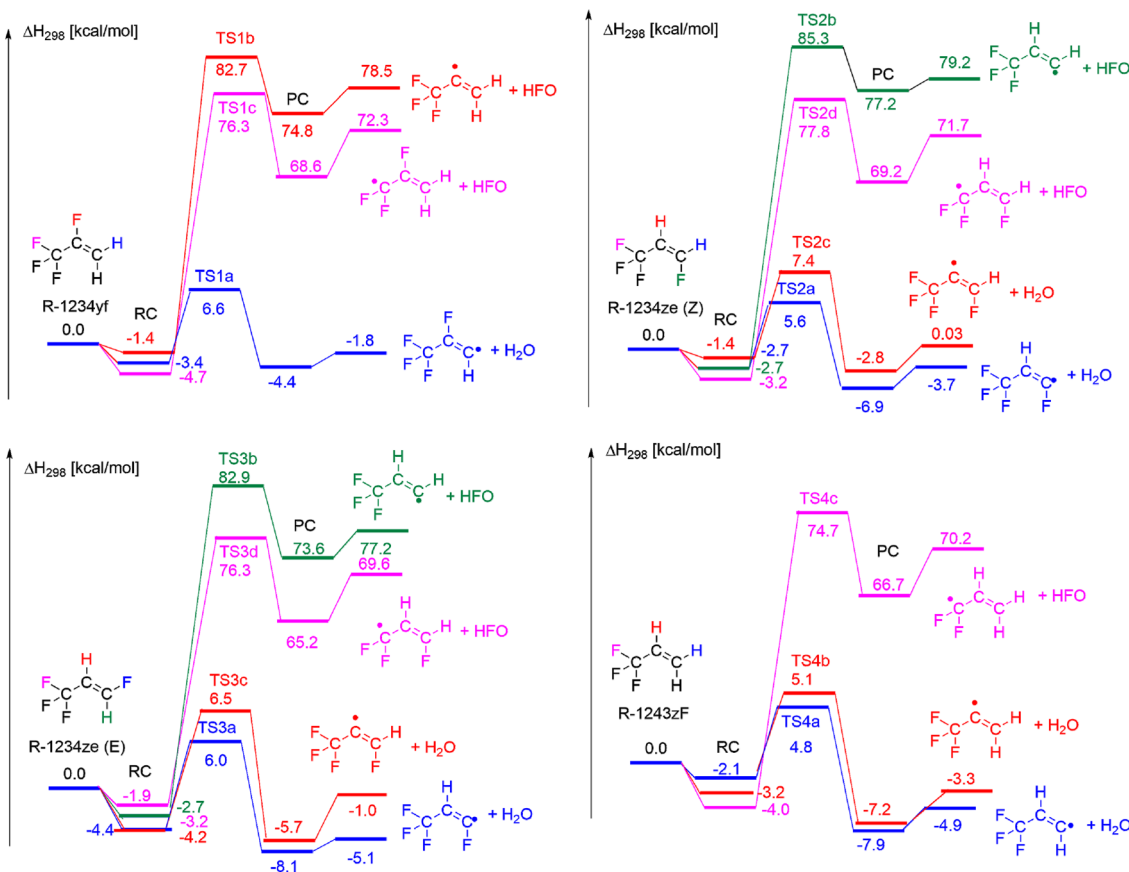 ΔH298 [kcal/mol]
TS1b
82.7
PC
74.8
78.5
F F F C C C H H + HFO
TS1c
76.3
68.6
72.3
F F C F C C H H + HFO
F F F F C C C H H
R-1234yf
0.0
RC
-1.4
-3.4
-4.7
TS1a
6.6
-4.4
-1.8
F F F C F C C H + H2O
ΔH298 [kcal/mol]
TS2b
85.3
PC
77.2
79.2
F F F C H C C H + HFO
TS2d
77.8
69.2
71.7
F F C H C C H F + HFO
H F F F C C C H F
R-1234ze (Z)
0.0
RC
-1.4
-2.7
-2.7
-3.2
TS2c
7.4
TS2a
5.6
-2.8
0.03
F F F C C C H F + H2O
-6.9
-3.7
F F F C H C C F + H2O
ΔH298 [kcal/mol]
TS3b
82.9
PC
73.6
77.2
F F F C H C C H + HFO
TS3d
76.3
65.2
69.6
F F C H C C H F + HFO
H F F F C C C F H
R-1234ze (E)
0.0
RC
-1.9
-2.7
-3.2
-4.4
-4.2
TS3c
6.5
TS3a
6.0
-5.7
-1.0
F F F C C C H F + H2O
-8.1
-5.1
F F F C H C C F + H2O
ΔH298 [kcal/mol]
TS4c
74.7
PC
66.7
70.2
F F C H C C H H + HFO
H F F F C C C H H
R-1243zF
0.0
RC
-2.1
-3.2
-4.0
TS4b
5.1
TS4a
4.8
-7.2
-3.3
F F F C C C H H + H2O
-7.9
-4.9
F F F C H C C H + H2O